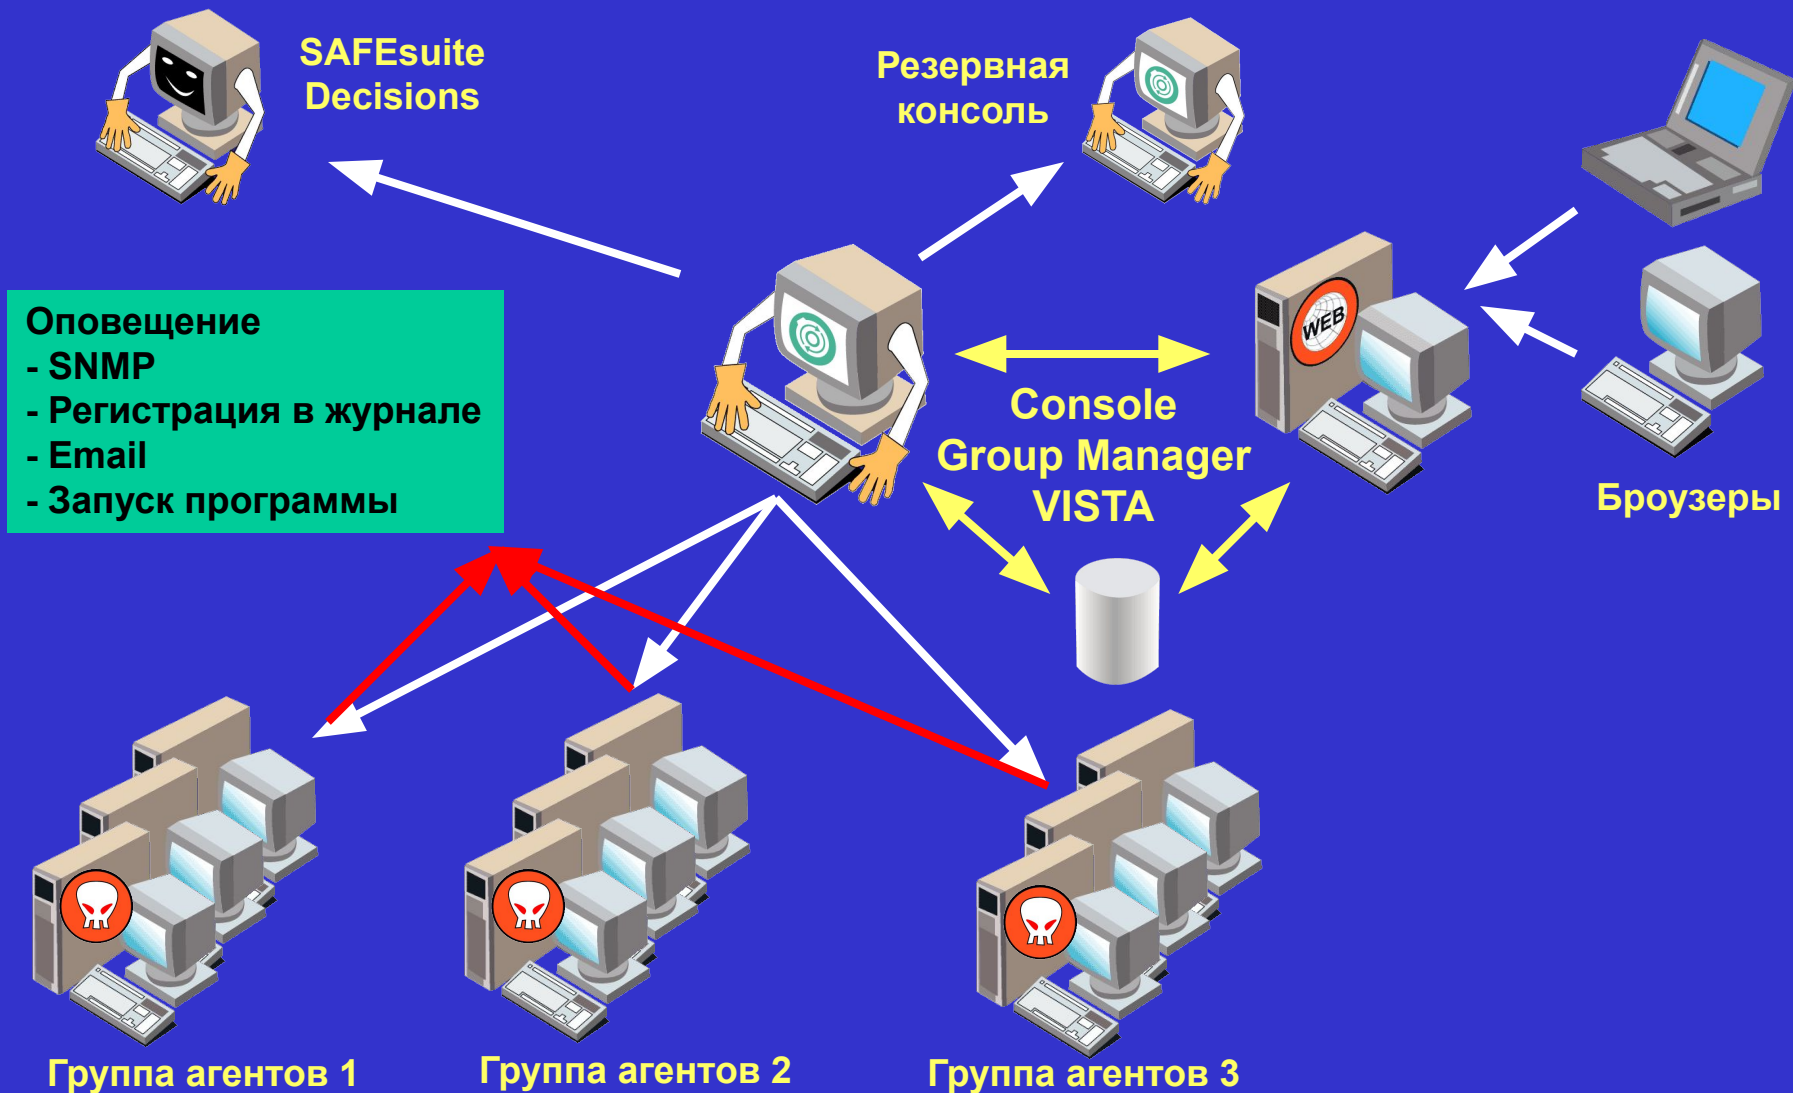 SAFEsuite
Decisions
Резервная
консоль
Оповещение
- SNMP
- Регистрация в журнале
- Email
- Запуск программы
WEB
Console
Group Manager
VISTA
Броузеры
Группа агентов 1
Группа агентов 2
Группа агентов 3